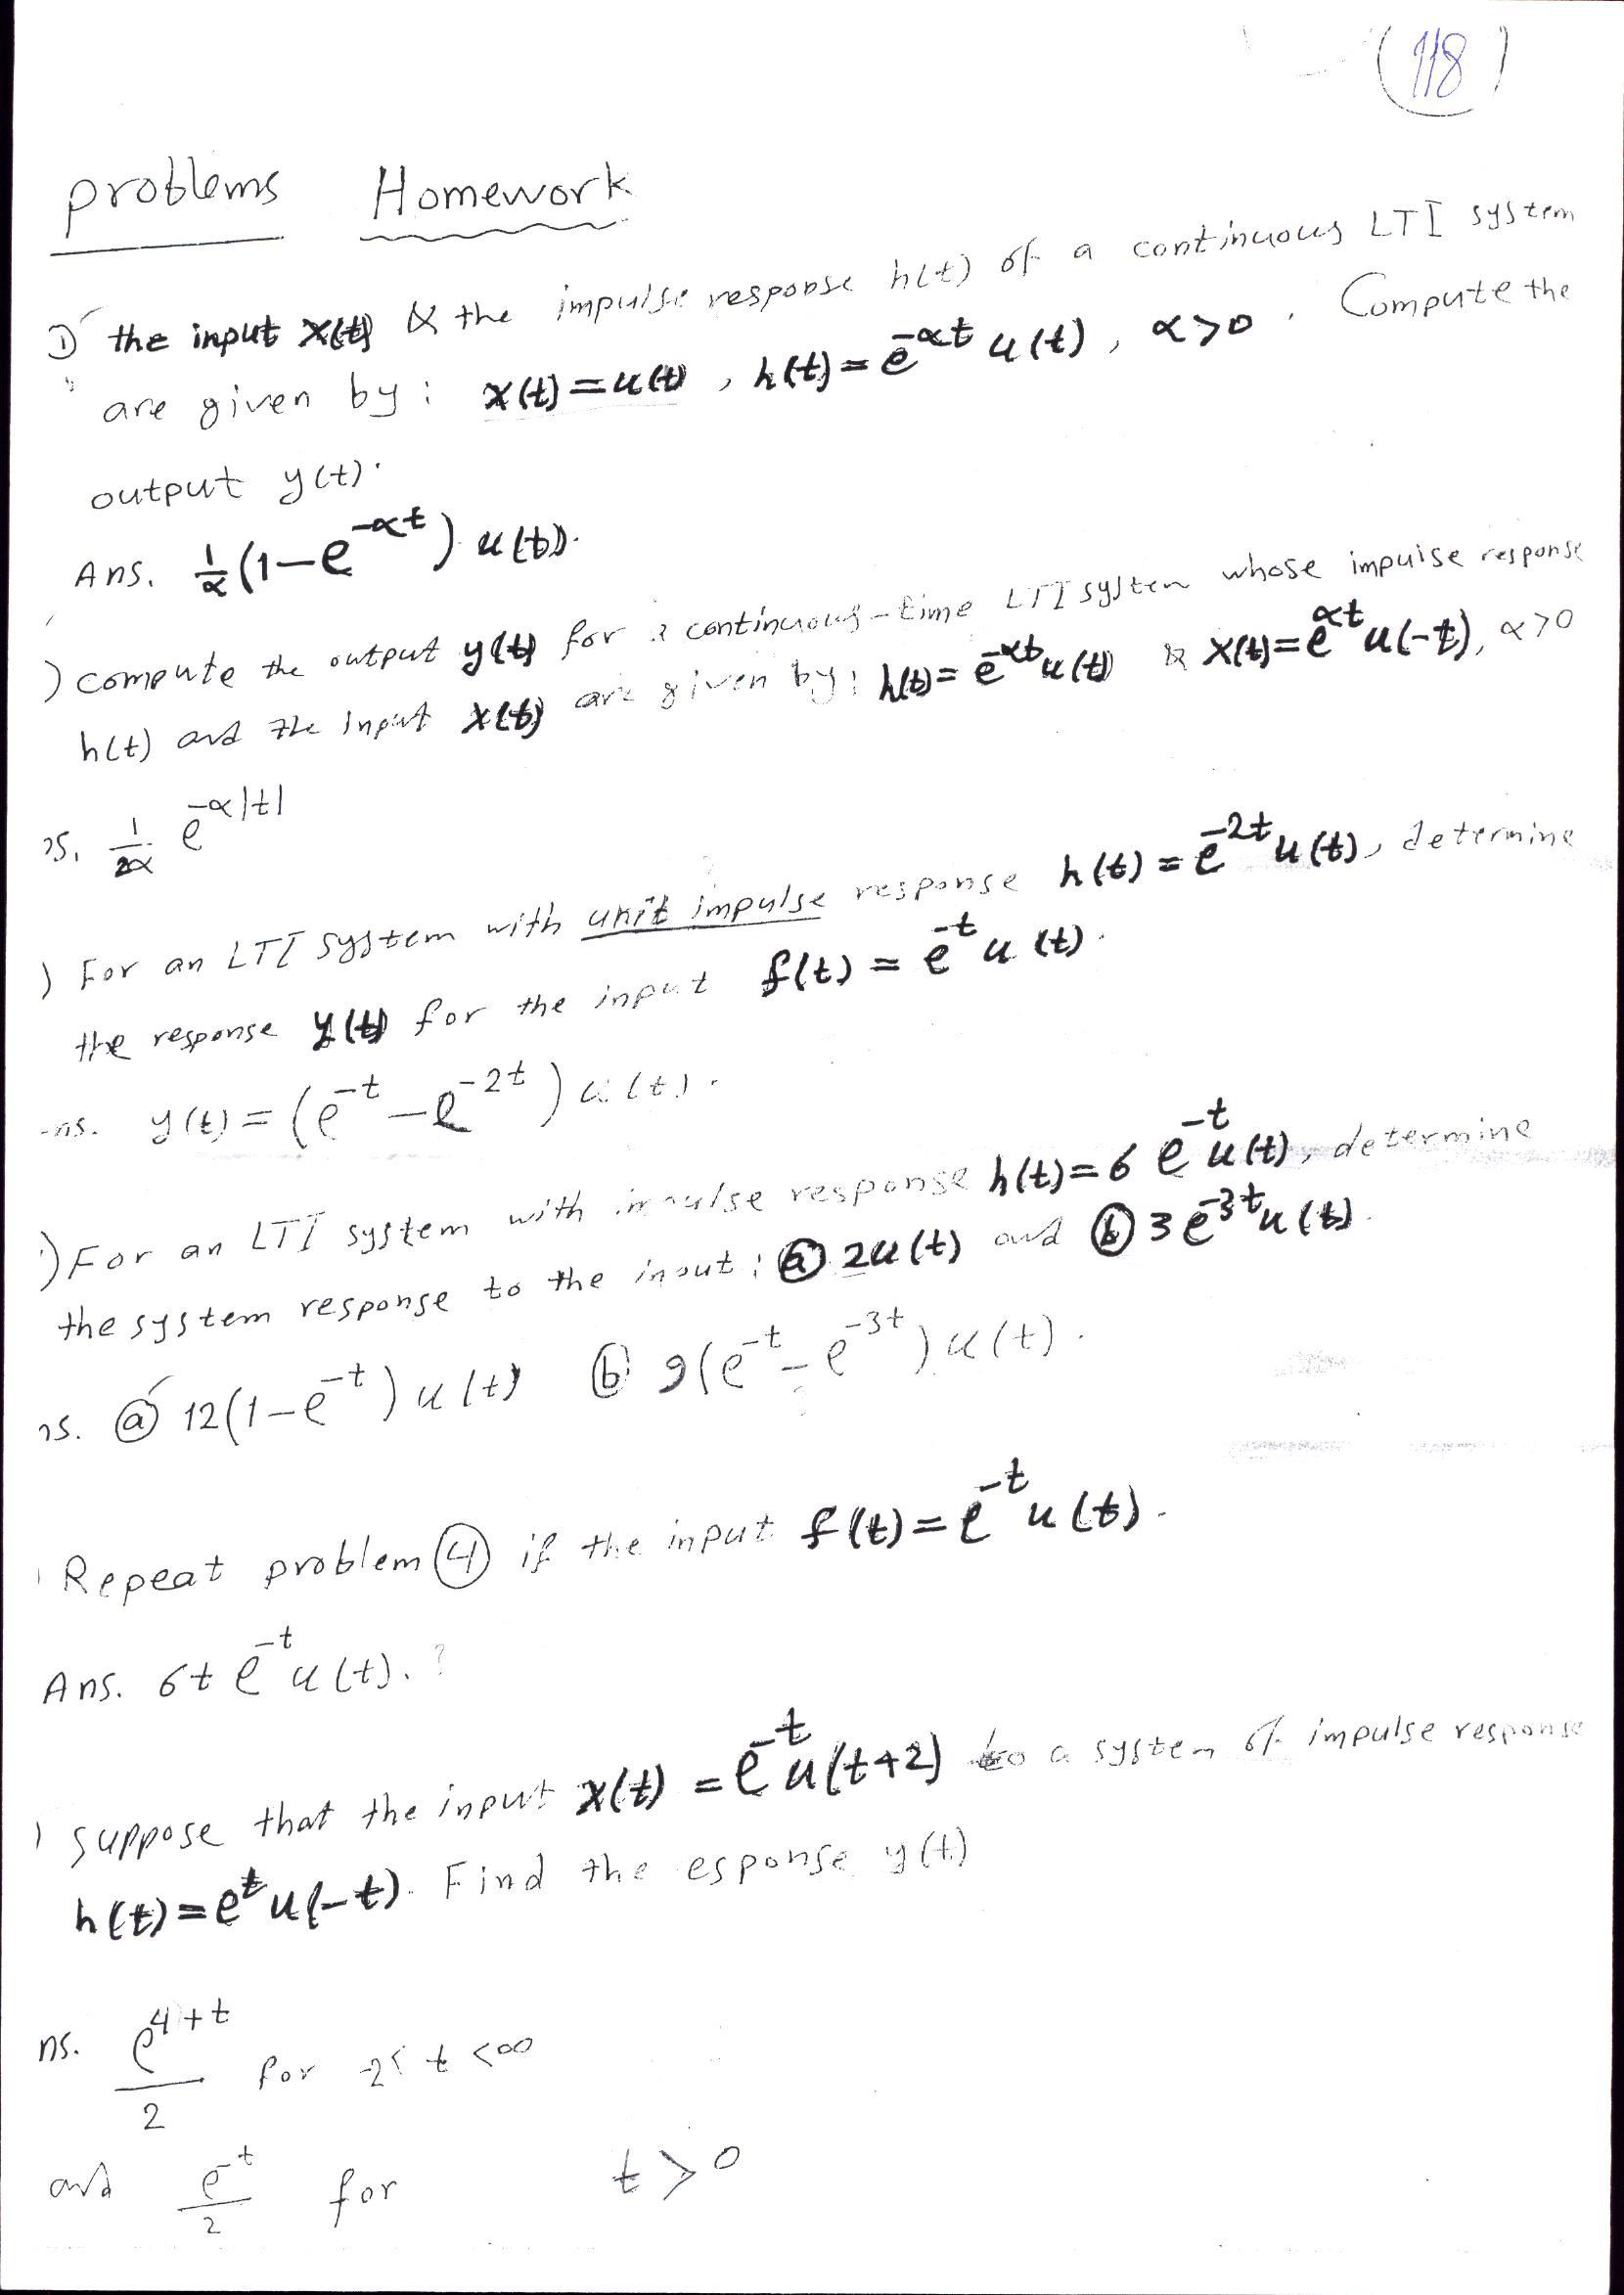 (118)
problems Homework
1) the input x(t) & the impulse response h(t) of a continuous LTI system
are given by: x(t)=u(t), h(t)=e^-αt u(t), α>0. Compute the
output y(t).
Ans. 1/α (1-e^-αt) u(t).
) compute the output y(t) for a continuous-time LTI system whose impulse response
h(t) and the input x(t) are given by: h(t)=e^-αt u(t) & x(t)=e^αt u(-t), α>0
ns. 1/2α e^-α|t|
) For an LTI system with unit impulse response h(t)=e^-2t u(t), determine
the response y(t) for the input f(t)=e^-t u(t).
ns. y(t)=(e^-t - e^-2t) u(t).
) For an LTI system with impulse response h(t)=6 e^-t u(t), determine
the system response to the input: (a) 2u(t) and (b) 3 e^-3t u(t).
ns. (a) 12(1-e^-t) u(t) (b) 9(e^-t - e^-3t) u(t).
Repeat problem (4) if the input f(t)=e^-t u(t).
Ans. 6t e^-t u(t). ?
) suppose that the input x(t)=e^-t u(t+2) to a system of impulse response
h(t)=e^t u(-t). Find the esponse y(t)
ns. e^4+t / 2 for -2< t <∞
and e^-t / 2 for t > 0